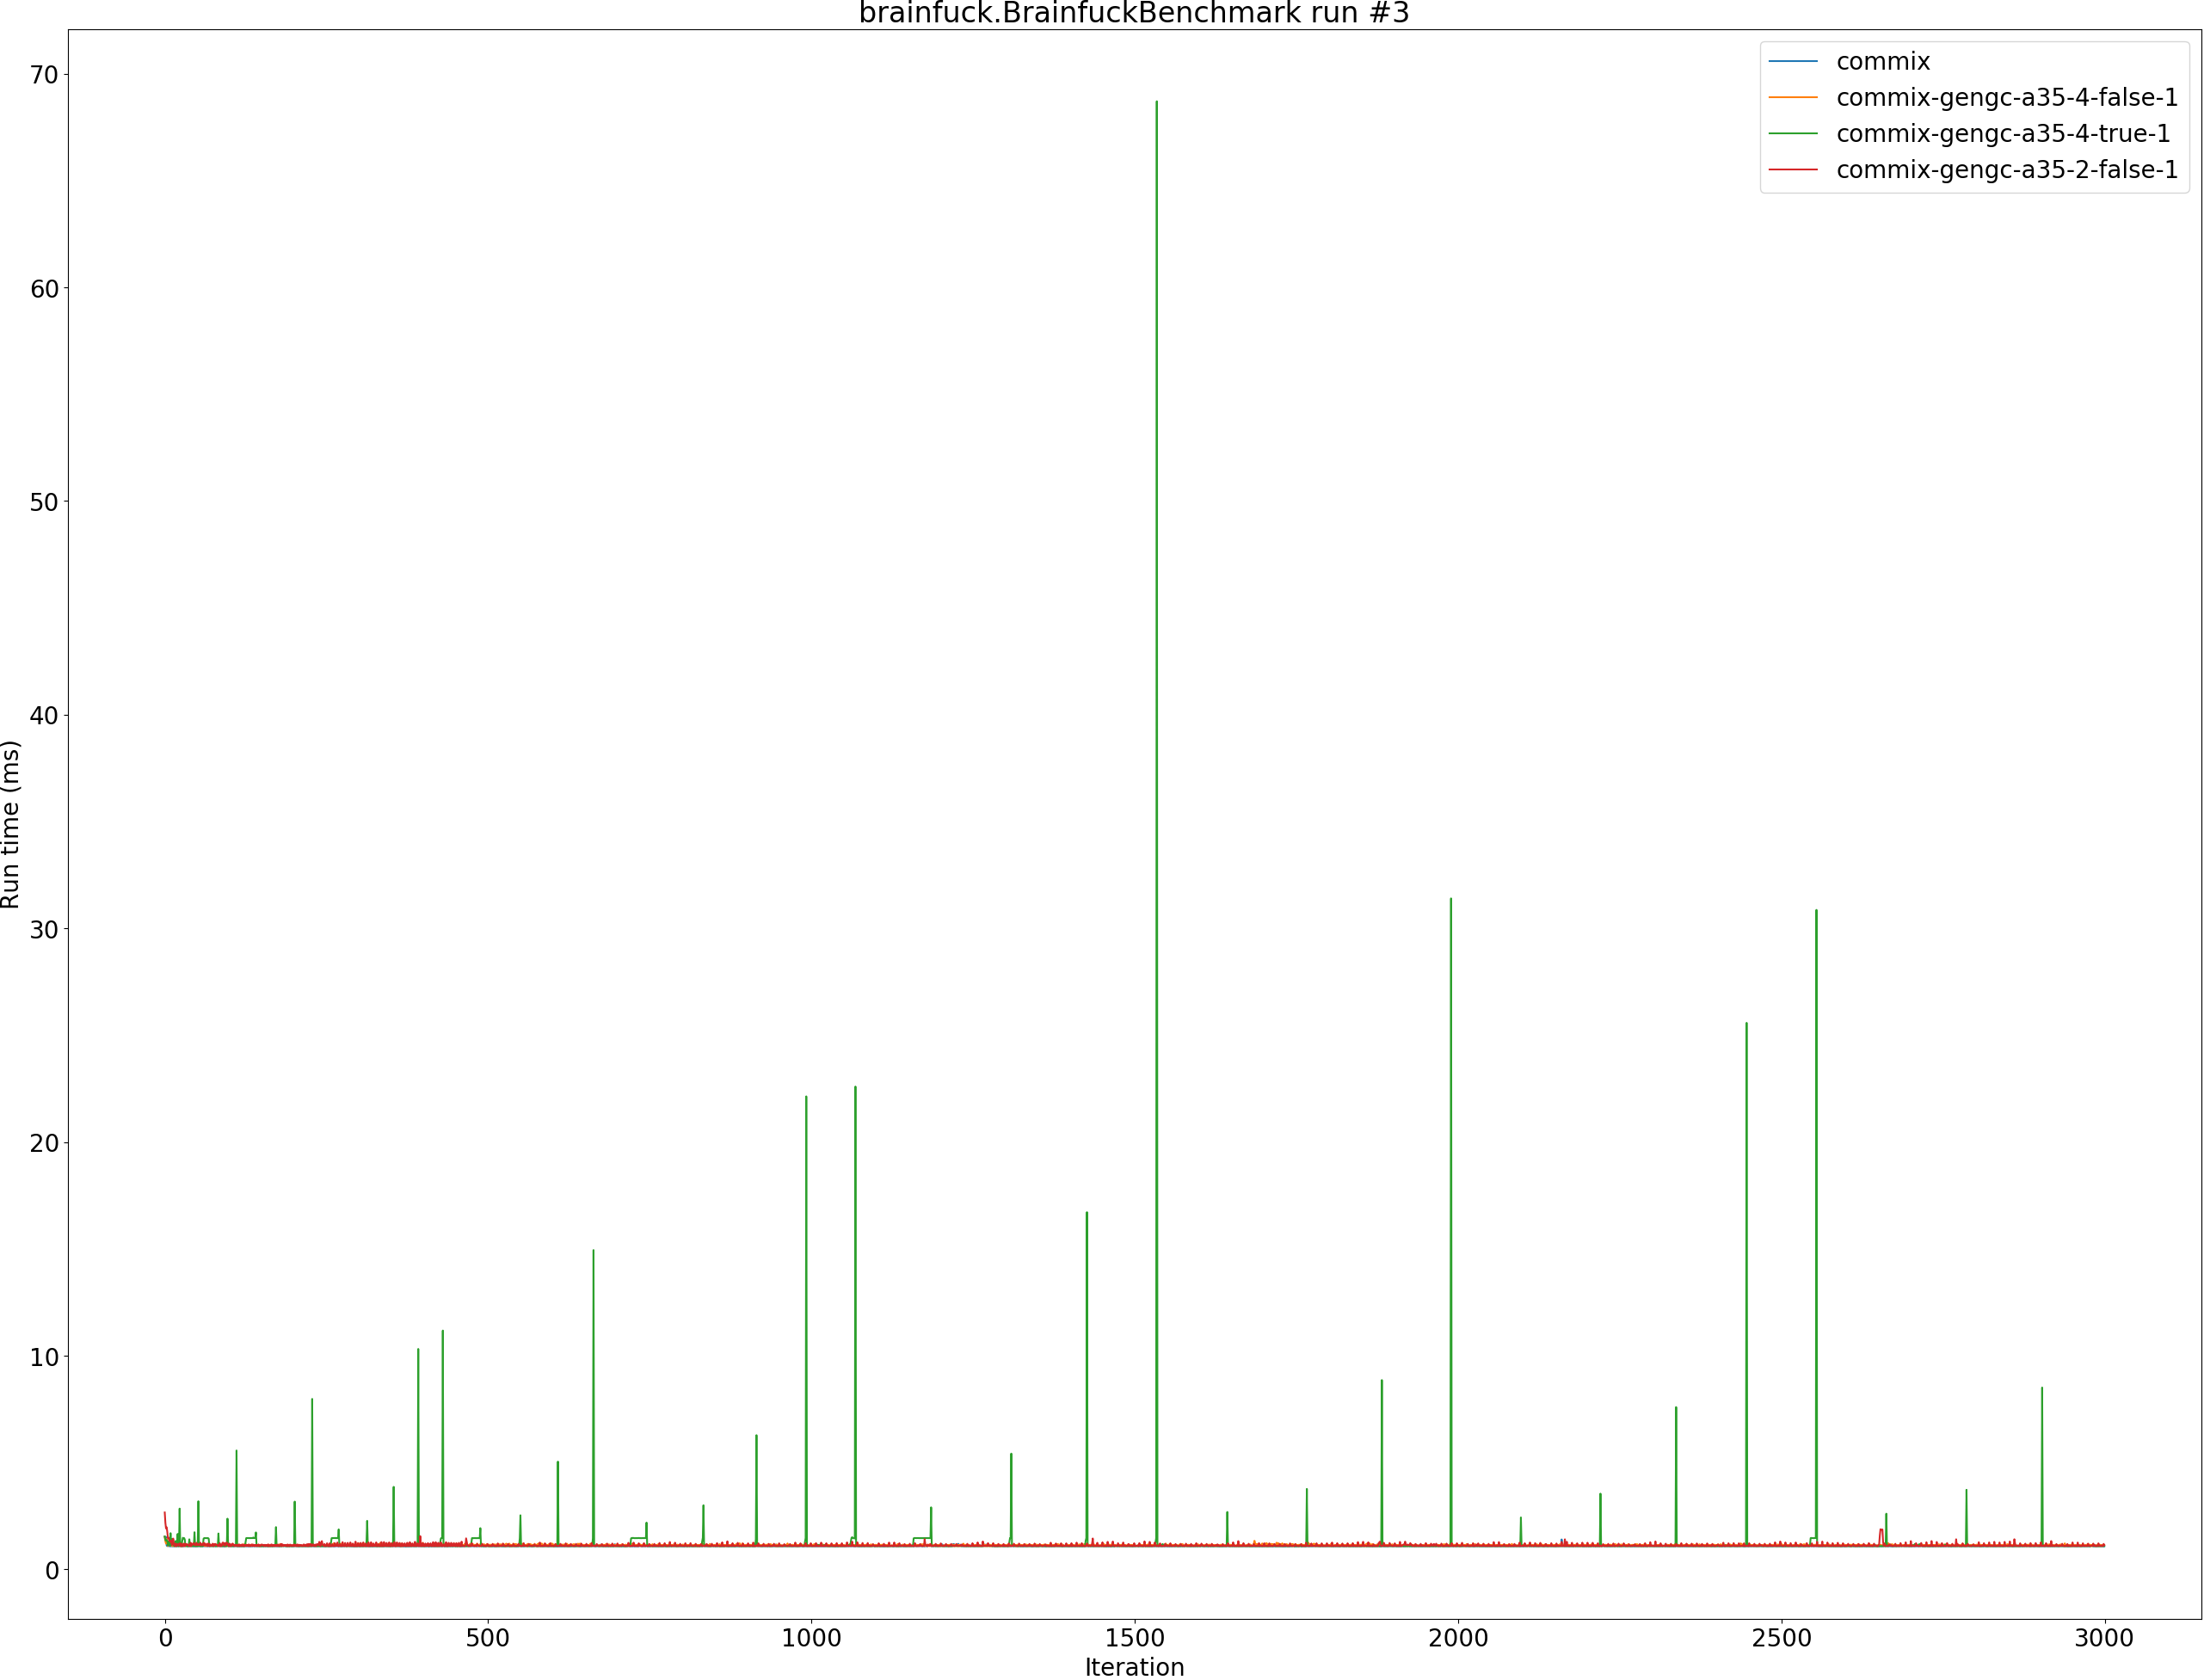 brainfuck.BrainfuckBenchmark run #3
commix
commix-gengc-a35-4-false-1
commix-gengc-a35-4-true-1
commix-gengc-a35-2-false-1
70
60
50
40
30
20
10
0
Run time (ms)
0 500 1000 1500 2000 2500 3000
Iteration